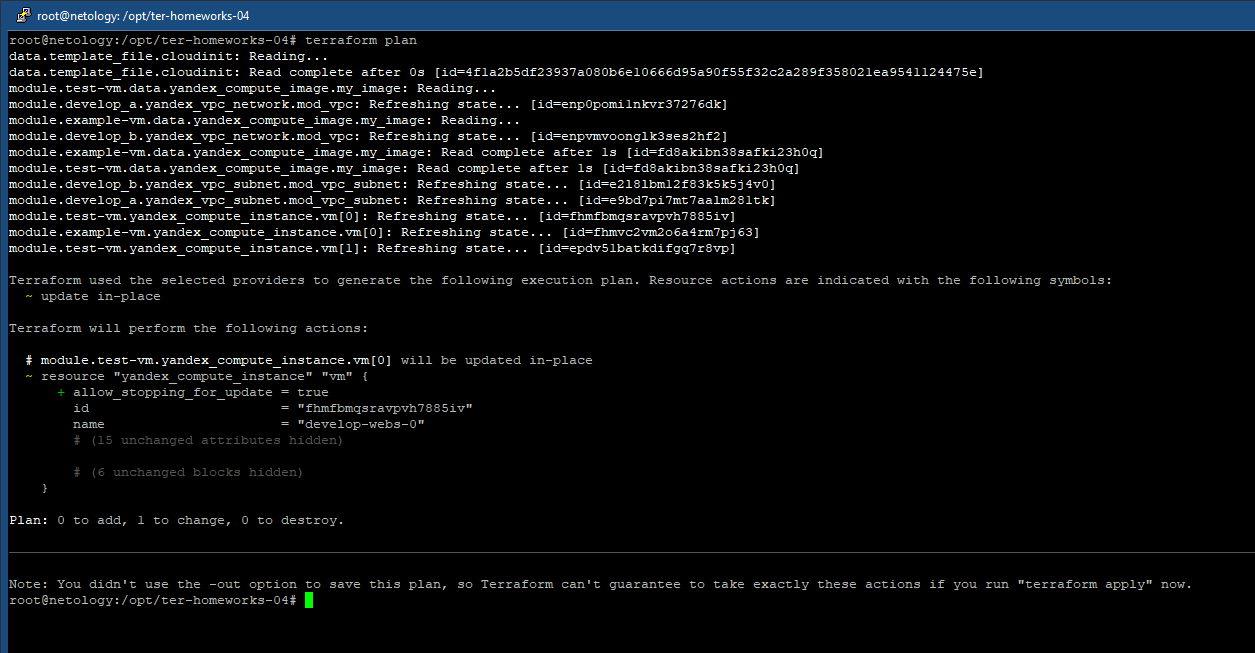 root@netology: /opt/ter-homeworks-04
root@netology:/opt/ter-homeworks-04# terraform plan
data.template_file.cloudinit: Reading...
data.template_file.cloudinit: Read complete after 0s [id=4f1a2b5df23937a080b6e10666d95a90f55f32c2a289f358021ea9541124475e]
module.test-vm.data.yandex_compute_image.my_image: Reading...
module.develop_a.yandex_vpc_network.mod_vpc: Refreshing state... [id=enp0pomi1nkvr37276dk]
module.example-vm.data.yandex_compute_image.my_image: Reading...
module.develop_b.yandex_vpc_network.mod_vpc: Refreshing state... [id=enpvmvoonglk3ses2hf2]
module.example-vm.data.yandex_compute_image.my_image: Read complete after 1s [id=fd8akibn38safki23h0q]
module.test-vm.data.yandex_compute_image.my_image: Read complete after 1s [id=fd8akibn38safki23h0q]
module.develop_b.yandex_vpc_subnet.mod_vpc_subnet: Refreshing state... [id=e2l8lbml2f83k5k5j4v0]
module.develop_a.yandex_vpc_subnet.mod_vpc_subnet: Refreshing state... [id=e9bd7pi7mt7aalm281tk]
module.test-vm.yandex_compute_instance.vm[0]: Refreshing state... [id=fhmfbmqsravpvh7885iv]
module.example-vm.yandex_compute_instance.vm[0]: Refreshing state... [id=fhmvc2vm2o6a4rm7pj63]
module.test-vm.yandex_compute_instance.vm[1]: Refreshing state... [id=epdv51batkdifgq7r8vp]
Terraform used the selected providers to generate the following execution plan. Resource actions are indicated with the following symbols:
~ update in-place
Terraform will perform the following actions:
# module.test-vm.yandex_compute_instance.vm[0] will be updated in-place
~ resource "yandex_compute_instance" "vm" {
+ allow_stopping_for_update = true
id = "fhmfbmqsravpvh7885iv"
name = "develop-webs-0"
# (15 unchanged attributes hidden)
# (6 unchanged blocks hidden)
}
Plan: 0 to add, 1 to change, 0 to destroy.
Note: You didn't use the -out option to save this plan, so Terraform can't guarantee to take exactly these actions if you run "terraform apply" now.
root@netology:/opt/ter-homeworks-04#